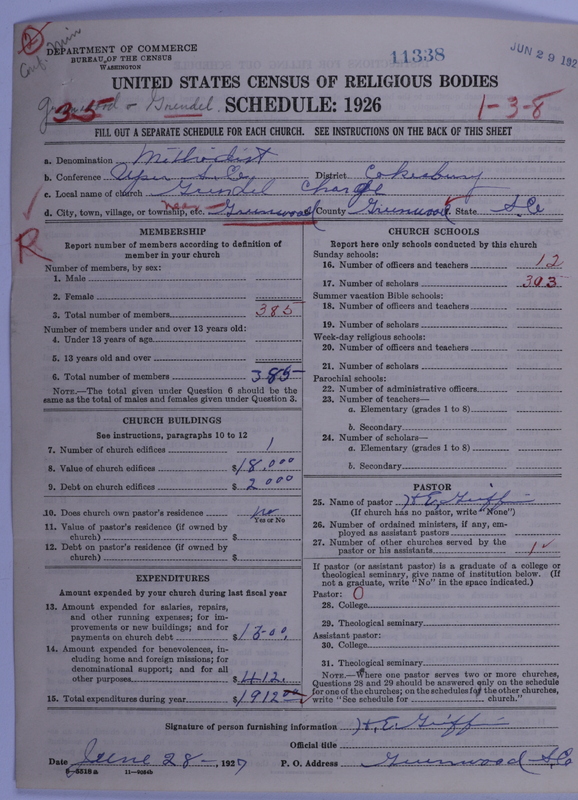 2
DEPARTMENT OF COMMERCE
BUREAU OF THE CENSUS
WASHINGTON
11338
JUN 29 192
UNITED STATES CENSUS OF RELIGIOUS BODIES
35 Greenwood - Grendel
SCHEDULE: 1926
1-3-8
FILL OUT A SEPARATE SCHEDULE FOR EACH CHURCH. SEE INSTRUCTIONS ON THE BACK OF THIS SHEET
a. Denomination Methodist
b. Conference Upper S.C. District Cokesbury
c. Local name of church Grendel Charge
d. City, town, village, or township, etc. Greenwood County Greenwood State S.C.
R
MEMBERSHIP
Report number of members according to definition of
member in your church
Number of members, by sex:
1. Male
2. Female
3. Total number of members 385
Number of members under and over 13 years old:
4. Under 13 years of age
5. 13 years old and over
6. Total number of members 385
NOTE.—The total given under Question 6 should be the
same as the total of males and females given under Question 3.
CHURCH BUILDINGS
See instructions, paragraphs 10 to 12
7. Number of church edifices 1
8. Value of church edifices $18,000
9. Debt on church edifices $2000
10. Does church own pastor's residence no
Yes or No
11. Value of pastor's residence (if owned by
church) $
12. Debt on pastor's residence (if owned by
church) $
EXPENDITURES
Amount expended by your church during last fiscal year
13. Amount expended for salaries, repairs,
and other running expenses; for im-
provements or new buildings; and for
payments on church debt $1500.
14. Amount expended for benevolences, in-
cluding home and foreign missions; for
denominational support; and for all
other purposes $412.
15. Total expenditures during year $1912.00
CHURCH SCHOOLS
Report here only schools conducted by this church
Sunday schools:
16. Number of officers and teachers 12
17. Number of scholars 393
Summer vacation Bible schools:
18. Number of officers and teachers
19. Number of scholars
Week-day religious schools:
20. Number of officers and teachers
21. Number of scholars
Parochial schools:
22. Number of administrative officers
23. Number of teachers—
a. Elementary (grades 1 to 8)
b. Secondary
24. Number of scholars—
a. Elementary (grades 1 to 8)
b. Secondary
PASTOR
25. Name of pastor H E Griffin
(If church has no pastor, write "None")
26. Number of ordained ministers, if any, em-
ployed as assistant pastors
27. Number of other churches served by the
pastor or his assistants 1
If pastor (or assistant pastor) is a graduate of a college or
theological seminary, give name of institution below. (If
not a graduate, write "No" in the space indicated.)
Pastor: 0
28. College
29. Theological seminary
Assistant pastor:
30. College
31. Theological seminary
NOTE.—Where one pastor serves two or more churches,
Questions 28 and 29 should be answered only on the schedule
for one of the churches; on the schedules for the other churches,
write "See schedule for church."
Signature of person furnishing information H. E. Griffin
Official title
Date June 28 -, 1927 P. O. Address Greenwood S.C.